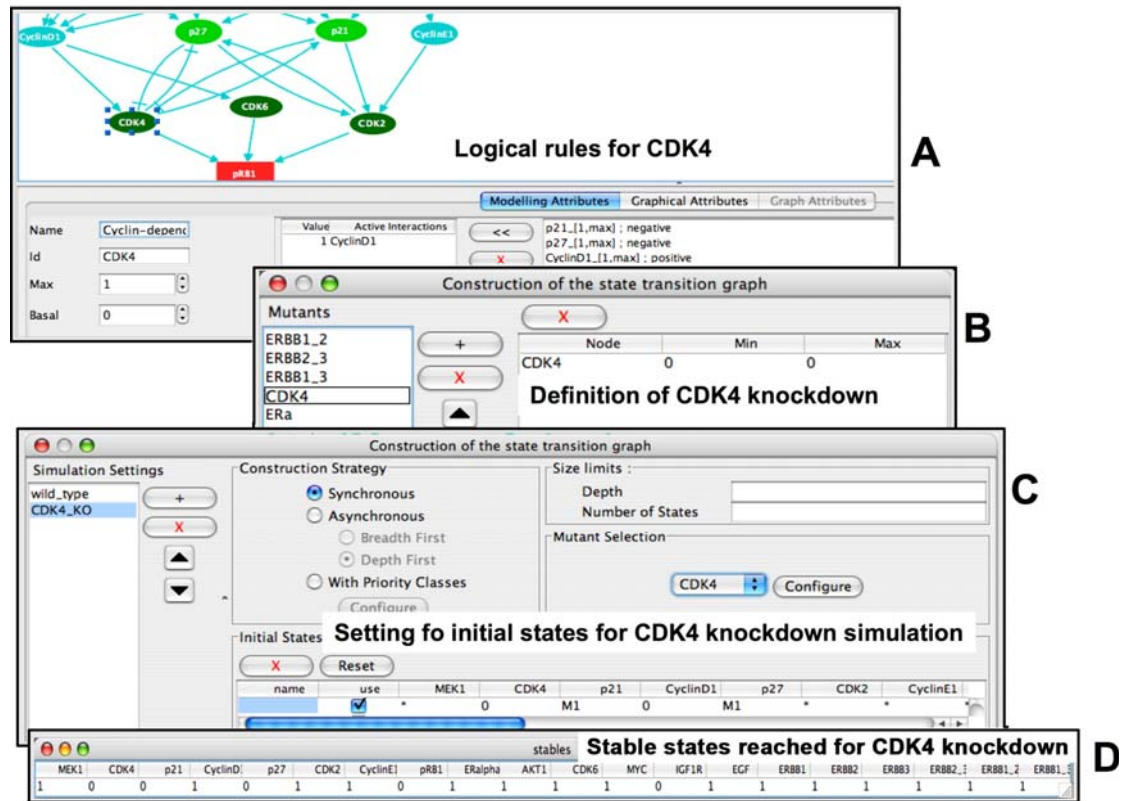 CyclinD1
p27
p21
CyclinE1
CDK4
CDK6
CDK2
pRB1
Logical rules for CDK4
A
Modelling Attributes Graphical Attributes Graph Attributes
Name Cyclin-depend
Id CDK4
Max 1
Basal 0
Value Active Interactions
1 CyclinD1
<<
X
p21_[1,max] ; negative
p27_[1,max] ; negative
CyclinD1_[1,max] ; positive
Construction of the state transition graph
B
Mutants
ERBB1_2
ERBB2_3
ERBB1_3
CDK4
ERa
+
X
X
Node Min Max
CDK4 0 0
Definition of CDK4 knockdown
Construction of the state transition graph
C
Simulation Settings
wild_type
CDK4_KO
+
X
Construction Strategy
Synchronous
Asynchronous
Breadth First
Depth First
With Priority Classes
Configure
Size limits :
Depth
Number of States
Mutant Selection
CDK4 Configure
Initial States
Setting fo initial states for CDK4 knockdown simulation
X Reset
name use MEK1 CDK4 p21 CyclinD1 p27 CDK2 CyclinE1
* 0 M1 0 M1 * * *
stables
Stable states reached for CDK4 knockdown
D
MEK1 CDK4 p21 CyclinD p27 CDK2 CyclinE pRB1 ERalpha AKT1 CDK6 MYC IGF1R EGF ERBB1 ERBB2 ERBB3 ERBB2_3 ERBB1_2 ERBB1_3
1 0 0 1 0 1 1 0 1 1 1 1 0 1 1 1 1 1 1 1